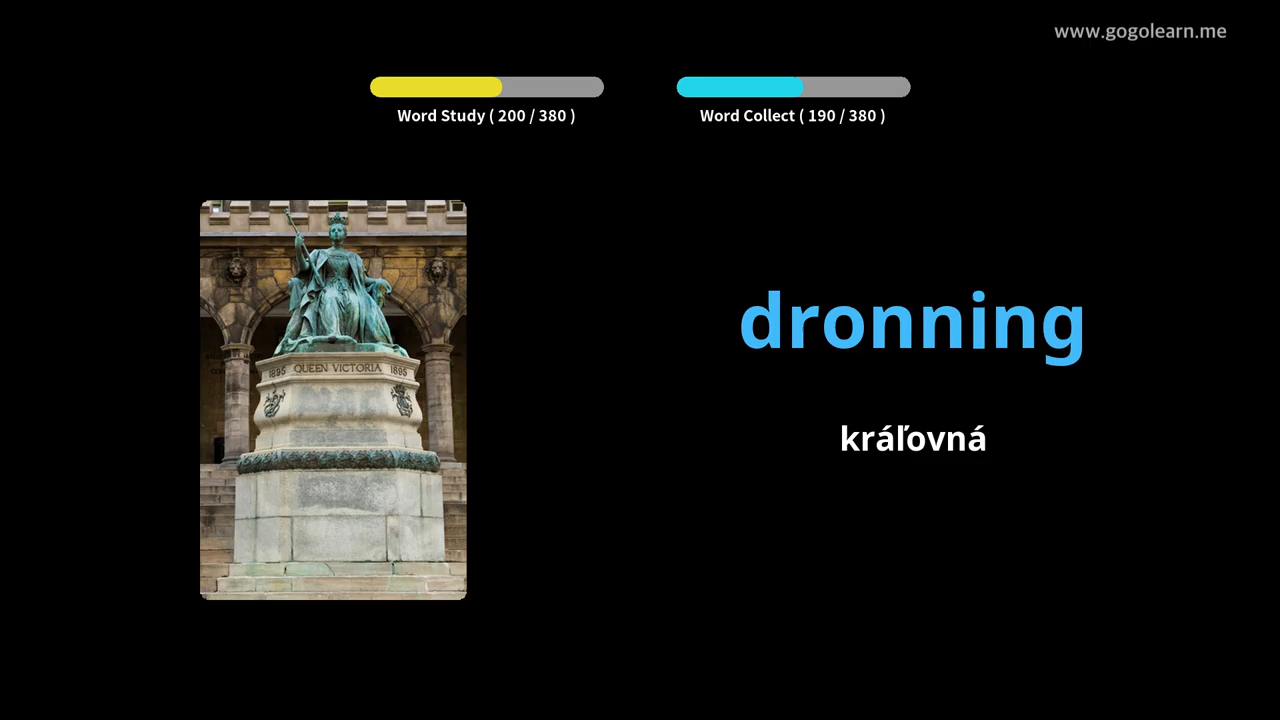 www.gogolearn.me
Word Study ( 200 / 380 )
Word Collect ( 190 / 380 )
1895 QUEEN VICTORIA 1895
dronning
kráľovná